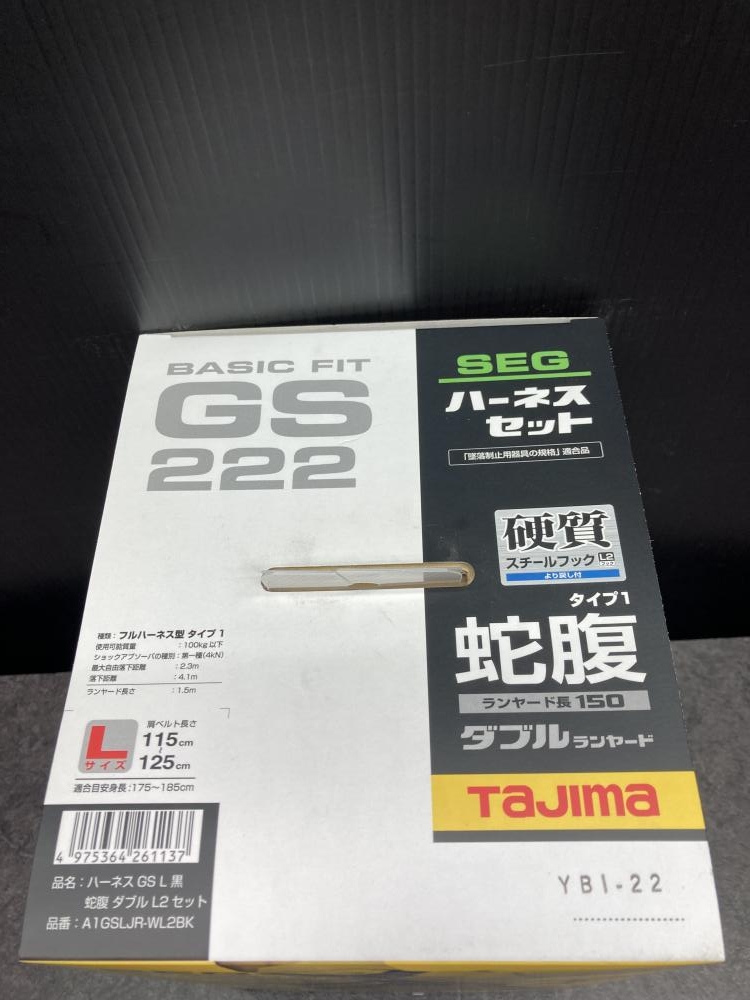 BASIC FIT
GS
222
種類：フルハーネス型 タイプ1
使用可能質量：100kg以下
ショックアブソーバの種別：第一種(4kN)
最大自由落下距離：2.3m
落下距離：4.1m
ランヤード長さ：1.5m
L
サイズ
肩ベルト長さ
115cm
～
125cm
適合目安身長：175～185cm
4 975364 261137
品名：ハーネス GS L 黒
蛇腹 ダブル L2 セット
品番：A1GSLJR-WL2BK
SEG
ハーネス
セット
「墜落制止用器具の規格」適合品
硬質
スチールフック L2フック
より戻し付
タイプ1
蛇腹
ランヤード長 150
ダブルランヤード
TAJIMA
YBI-22